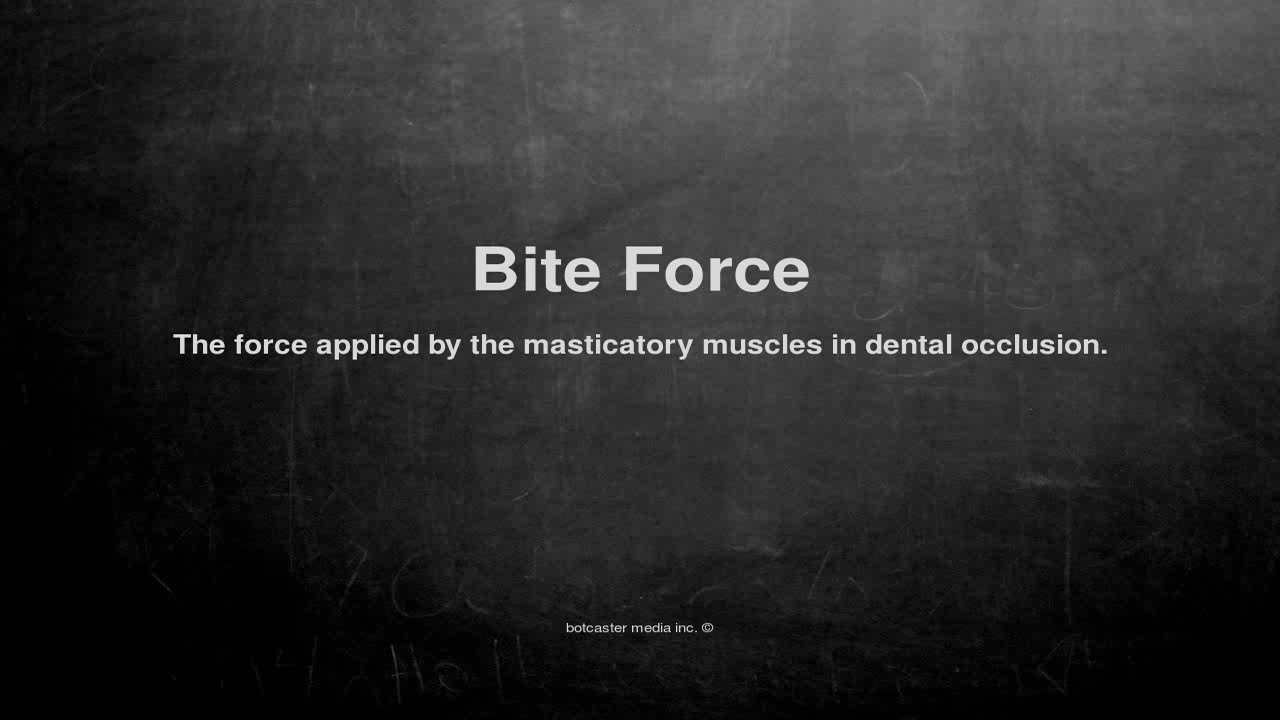 Bite Force
The force applied by the masticatory muscles in dental occlusion.
botcaster media inc. ©